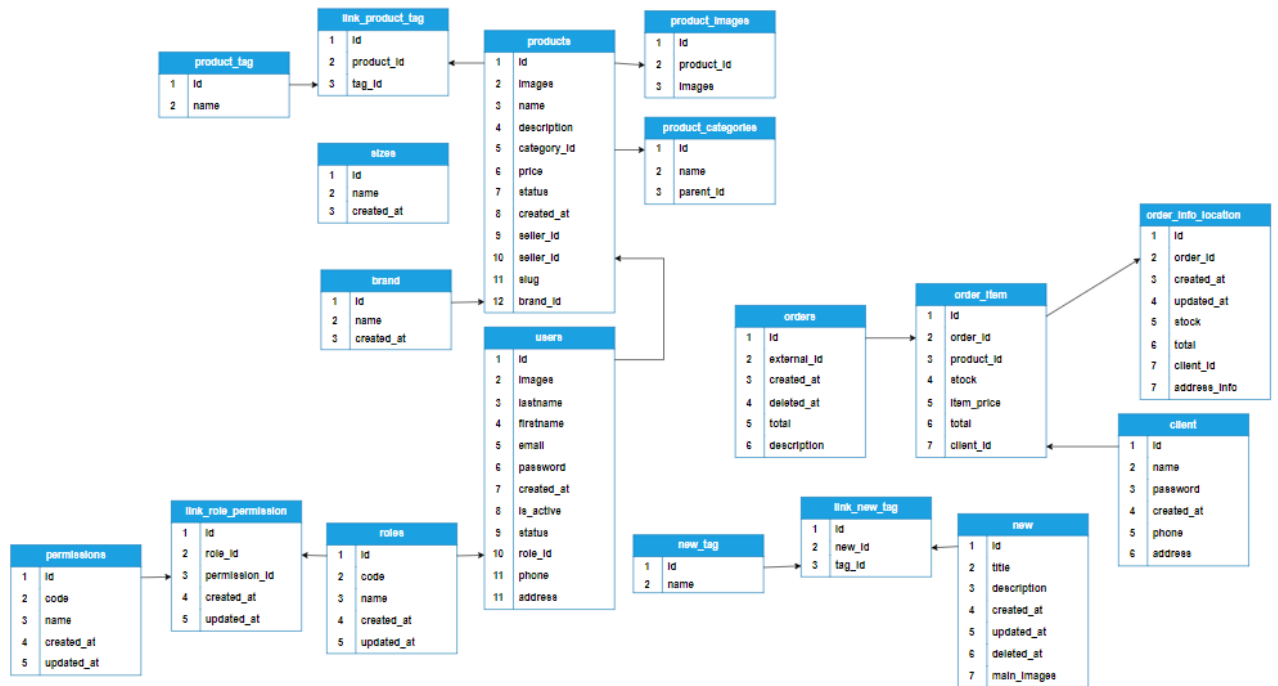 link_product_tag
1 id
2 product_id
3 tag_id
product_images
1 id
2 product_id
3 images
products
1 id
2 images
3 name
4 description
5 category_id
6 price
7 status
8 created_at
9 seller_id
10 seller_id
11 slug
12 brand_id
product_tag
1 id
2 name
product_categories
1 id
2 name
3 parent_id
sizes
1 id
2 name
3 created_at
order_info_location
1 id
2 order_id
3 created_at
4 updated_at
5 stock
6 total
7 client_id
7 address_info
brand
1 id
2 name
3 created_at
order_item
1 id
2 order_id
3 product_id
4 stock
5 item_price
6 total
7 client_id
orders
1 id
2 external_id
3 created_at
4 deleted_at
5 total
6 description
users
1 id
2 images
3 lastname
4 firstname
5 email
6 password
7 created_at
8 is_active
9 status
10 role_id
11 phone
11 address
client
1 id
2 name
3 password
4 created_at
5 phone
6 address
link_role_permission
1 id
2 role_id
3 permission_id
4 created_at
5 updated_at
link_new_tag
1 id
2 new_id
3 tag_id
roles
1 id
2 code
3 name
4 created_at
5 updated_at
new
1 id
2 title
3 description
4 created_at
5 updated_at
6 deleted_at
7 main_images
new_tag
1 id
2 name
permissions
1 id
2 code
3 name
4 created_at
5 updated_at